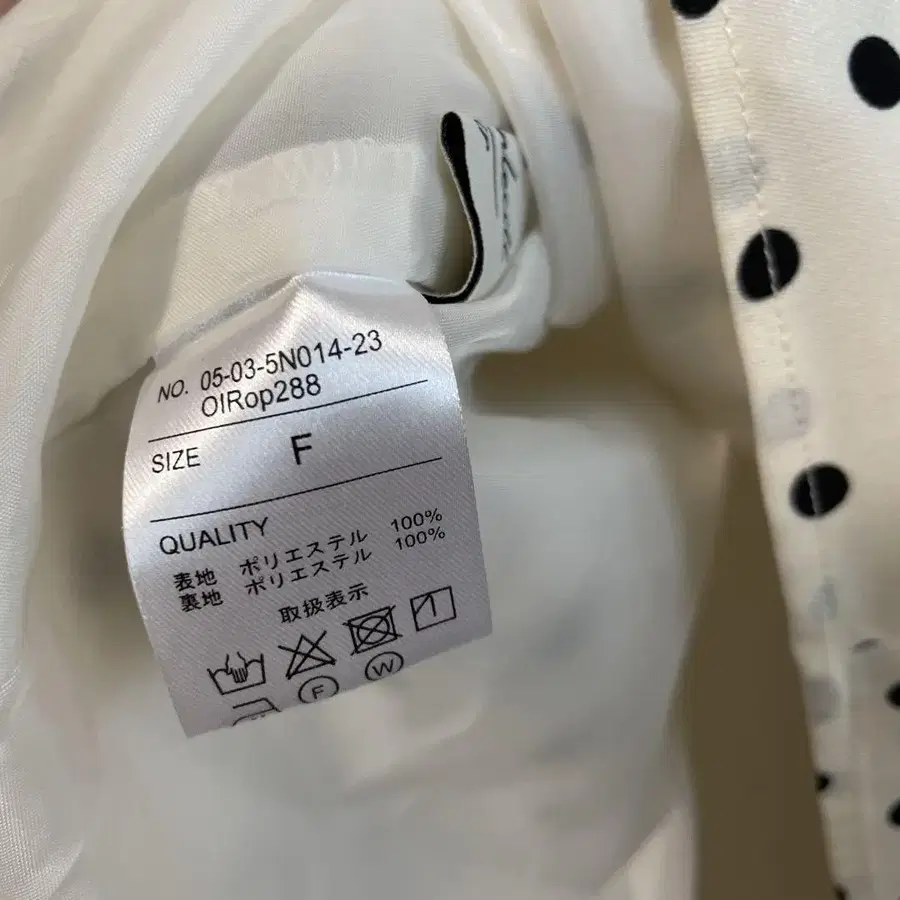 NO. 05-03-5N014-23
OIRop288
SIZE F
QUALITY
表地 ポリエステル 100%
裏地 ポリエステル 100%
取扱表示
F W